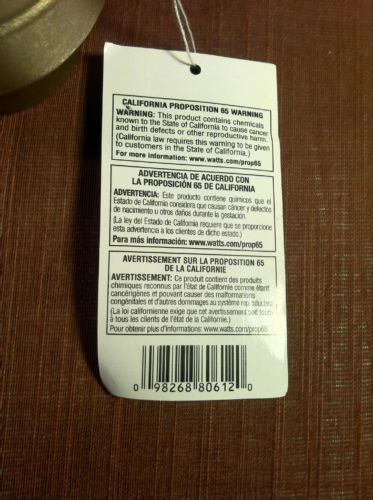 CALIFORNIA PROPOSITION 65 WARNING
WARNING: This product contains chemicals
known to the State of California to cause cancer
and birth defects or other reproductive harm.
(California law requires this warning to be given
to customers in the State of California.)
For more information: www.watts.com/prop65
ADVERTENCIA DE ACUERDO CON
LA PROPOSICIÓN 65 DE CALIFORNIA
ADVERTENCIA: Este producto contiene químicos que el
Estado de California considera que causan cáncer y defectos
de nacimiento u otros daños durante la gestación.
(La ley del Estado de California requiere que se proporcione
esta advertencia a los clientes de dicho estado.)
Para más información: www.watts.com/prop65
AVERTISSEMENT SUR LA PROPOSITION 65
DE LA CALIFORNIE
AVERTISSEMENT: Ce produit contient des produits
chimiques reconnus par l'état de Californie comme étant
cancérigènes et pouvant causer des malformations
congénitales et d'autres dommages au système reproducteur.
(La loi californienne exige que cet avertissement soit fourni
à tous les clients de l'état de la Californie.)
Pour obtenir plus d'informations: www.watts.com/prop65
0 98268 80612 0